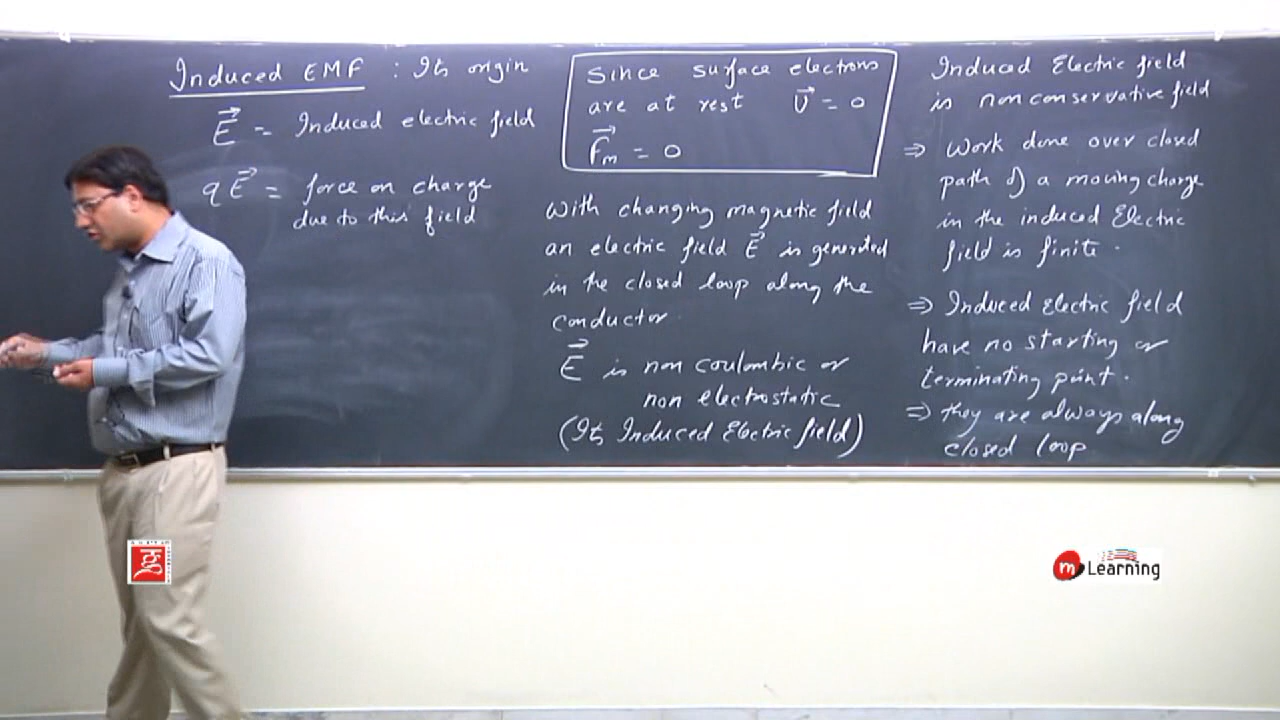 Induced EMF : Its origin
E⃗ = Induced electric field
qE⃗ = force on charge
due to this field
Since surface electrons
are at rest v⃗ = 0
F⃗m = 0
With changing magnetic field
an electric field E⃗ is generated
in the closed loop along the
conductor.
E⃗ is non coulombic or
non electrostatic
(Its Induced Electric field)
Induced Electric field
is nonconservative field
⇒ Work done over closed
path of a moving charge
in the induced Electric
field is finite.
⇒ Induced Electric field
have no starting or
terminating point.
⇒ they are always along
closed loop
m Learning